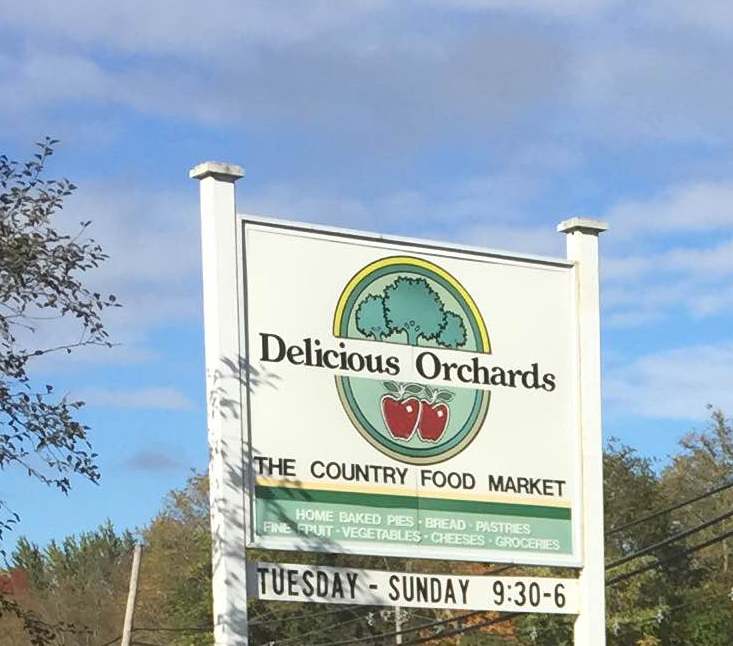 Delicious Orchards
THE COUNTRY FOOD MARKET
HOME BAKED PIES · BREAD · PASTRIES
FINE FRUIT · VEGETABLES · CHEESES · GROCERIES
TUESDAY - SUNDAY 9:30-6